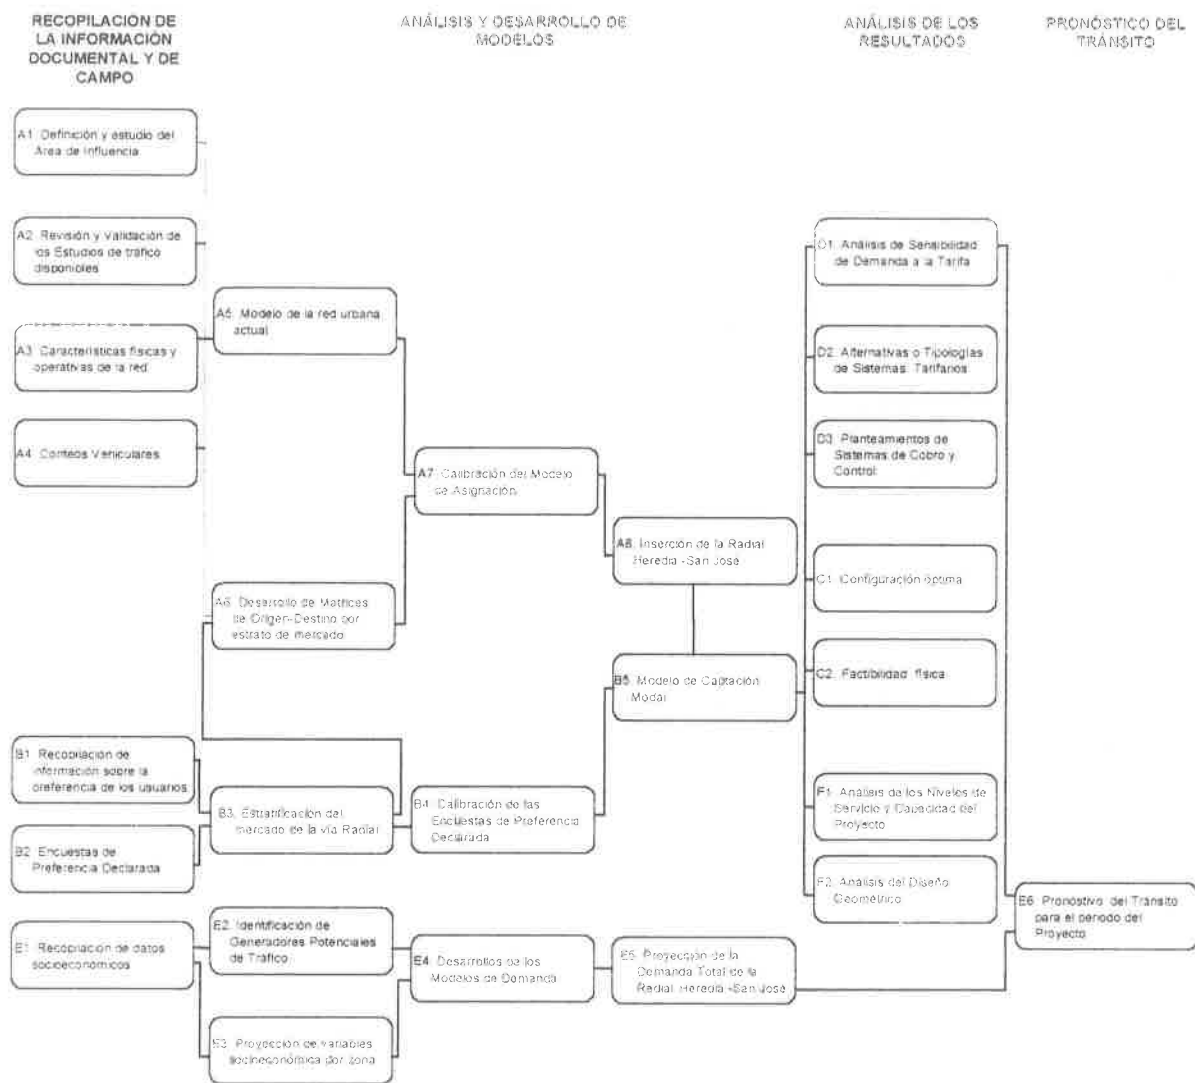 RECOPILACION DE
LA INFORMACIÓN
DOCUMENTAL Y DE
CAMPO
ANÁLISIS Y DESARROLLO DE
MODELOS
ANÁLISIS DE LOS
RESULTADOS
PRONÓSTICO DEL
TRÁNSITO
A1. Definición y estudio del
Area de Influencia
A2. Revisión y Validación de
los Estudios de tráfico
disponibles
A3. Características físicas y
operativas de la red
A4. Conteos Vehiculares
A5. Modelo de la red urbana
actual
A6. Desarrollo de Matrices
de Origen-Destino por
estrato de mercado
A7. Calibración del Modelo
de Asignación
A8. Inserción de la Radial
Heredia -San José
B1. Recopilación de
información sobre la
preferencia de los usuarios
B2. Encuestas de
Preferencia Declarada
B3. Estratificación del
mercado de la vía Radial
B4. Calibración de las
Encuestas de Preferencia
Declarada
B5. Modelo de Captación
Modal
D1. Análisis de Sensibilidad
de Demanda a la Tarifa
D2. Alternativas o Tipologías
de Sistemas Tarifarios
D3. Planteamientos de
Sistemas de Cobro y
Control
C1. Configuración óptima
C2. Factibilidad física
F1. Análisis de los Niveles de
Servicio y Capacidad del
Proyecto
F2. Análisis del Diseño
Geométrico
E1. Recopilación de datos
socioeconómicos
E2. Identificación de
Generadores Potenciales
de Tráfico
E3. Proyección de variables
socioeconómica por zona
E4. Desarrollos de los
Modelos de Demanda
E5. Proyección de la
Demanda Total de la
Radial Heredia -San José
E6. Pronostivo del Tránsito
para el periodo del
Proyecto